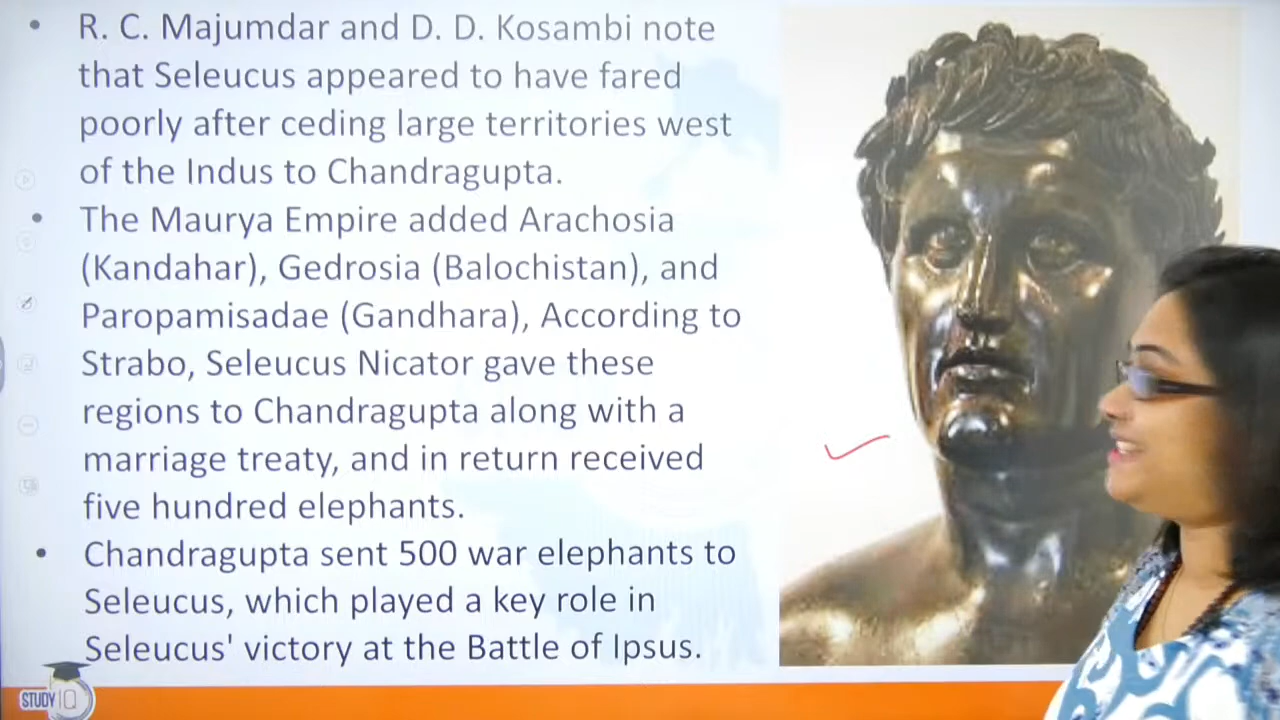 R. C. Majumdar and D. D. Kosambi note
that Seleucus appeared to have fared
poorly after ceding large territories west
of the Indus to Chandragupta.
The Maurya Empire added Arachosia
(Kandahar), Gedrosia (Balochistan), and
Paropamisadae (Gandhara), According to
Strabo, Seleucus Nicator gave these
regions to Chandragupta along with a
marriage treaty, and in return received
five hundred elephants.
Chandragupta sent 500 war elephants to
Seleucus, which played a key role in
Seleucus' victory at the Battle of Ipsus.
STUDY IQ